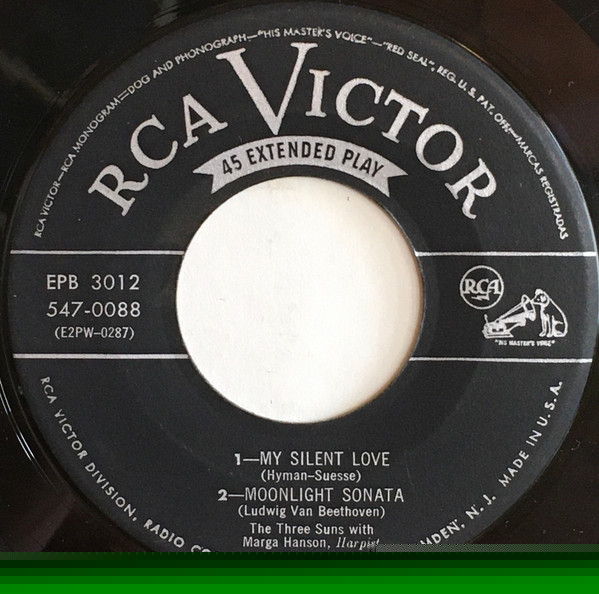 RCA VICTOR—RCA MONOGRAM—DOG AND PHONOGRAPH—"HIS MASTER'S VOICE"—"RED SEAL", REG. U. S. PAT. OFF.—MARCAS REGISTRADAS
RCA VICTOR
45 EXTENDED PLAY
EPB 3012
547-0088
(E2PW-0287)
RCA
"HIS MASTER'S VOICE"
1—MY SILENT LOVE
(Hyman-Suesse)
2—MOONLIGHT SONATA
(Ludwig Van Beethoven)
The Three Suns with
Marga Hanson, Harpist
RCA VICTOR DIVISION, RADIO N. J. MADE IN U. S. A.